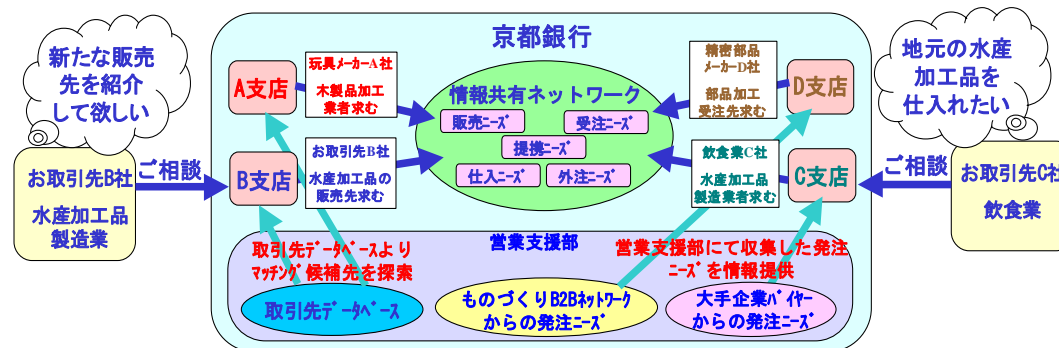 京都銀行
新たな販売
先を紹介
して欲しい
地元の水産
加工品を
仕入れたい
A支店
玩具メーカーA社
木製品加工
業者求む
精密部品
メーカーD社
部品加工
受注先求む
D支店
情報共有ネットワーク
販売ニーズ
受注ニーズ
提携ニーズ
仕入ニーズ
外注ニーズ
お取引先B社
水産加工品
製造業
ご相談
B支店
お取引先B社
水産加工品の
販売先求む
飲食業C社
水産加工品
製造業者求む
C支店
ご相談
お取引先C社
飲食業
営業支援部
取引先データベースより
マッチング候補先を探索
営業支援部にて収集した発注
ニーズを情報提供
取引先データベース
ものづくりB2Bネットワーク
からの発注ニーズ
大手企業バイヤー
からの発注ニーズ